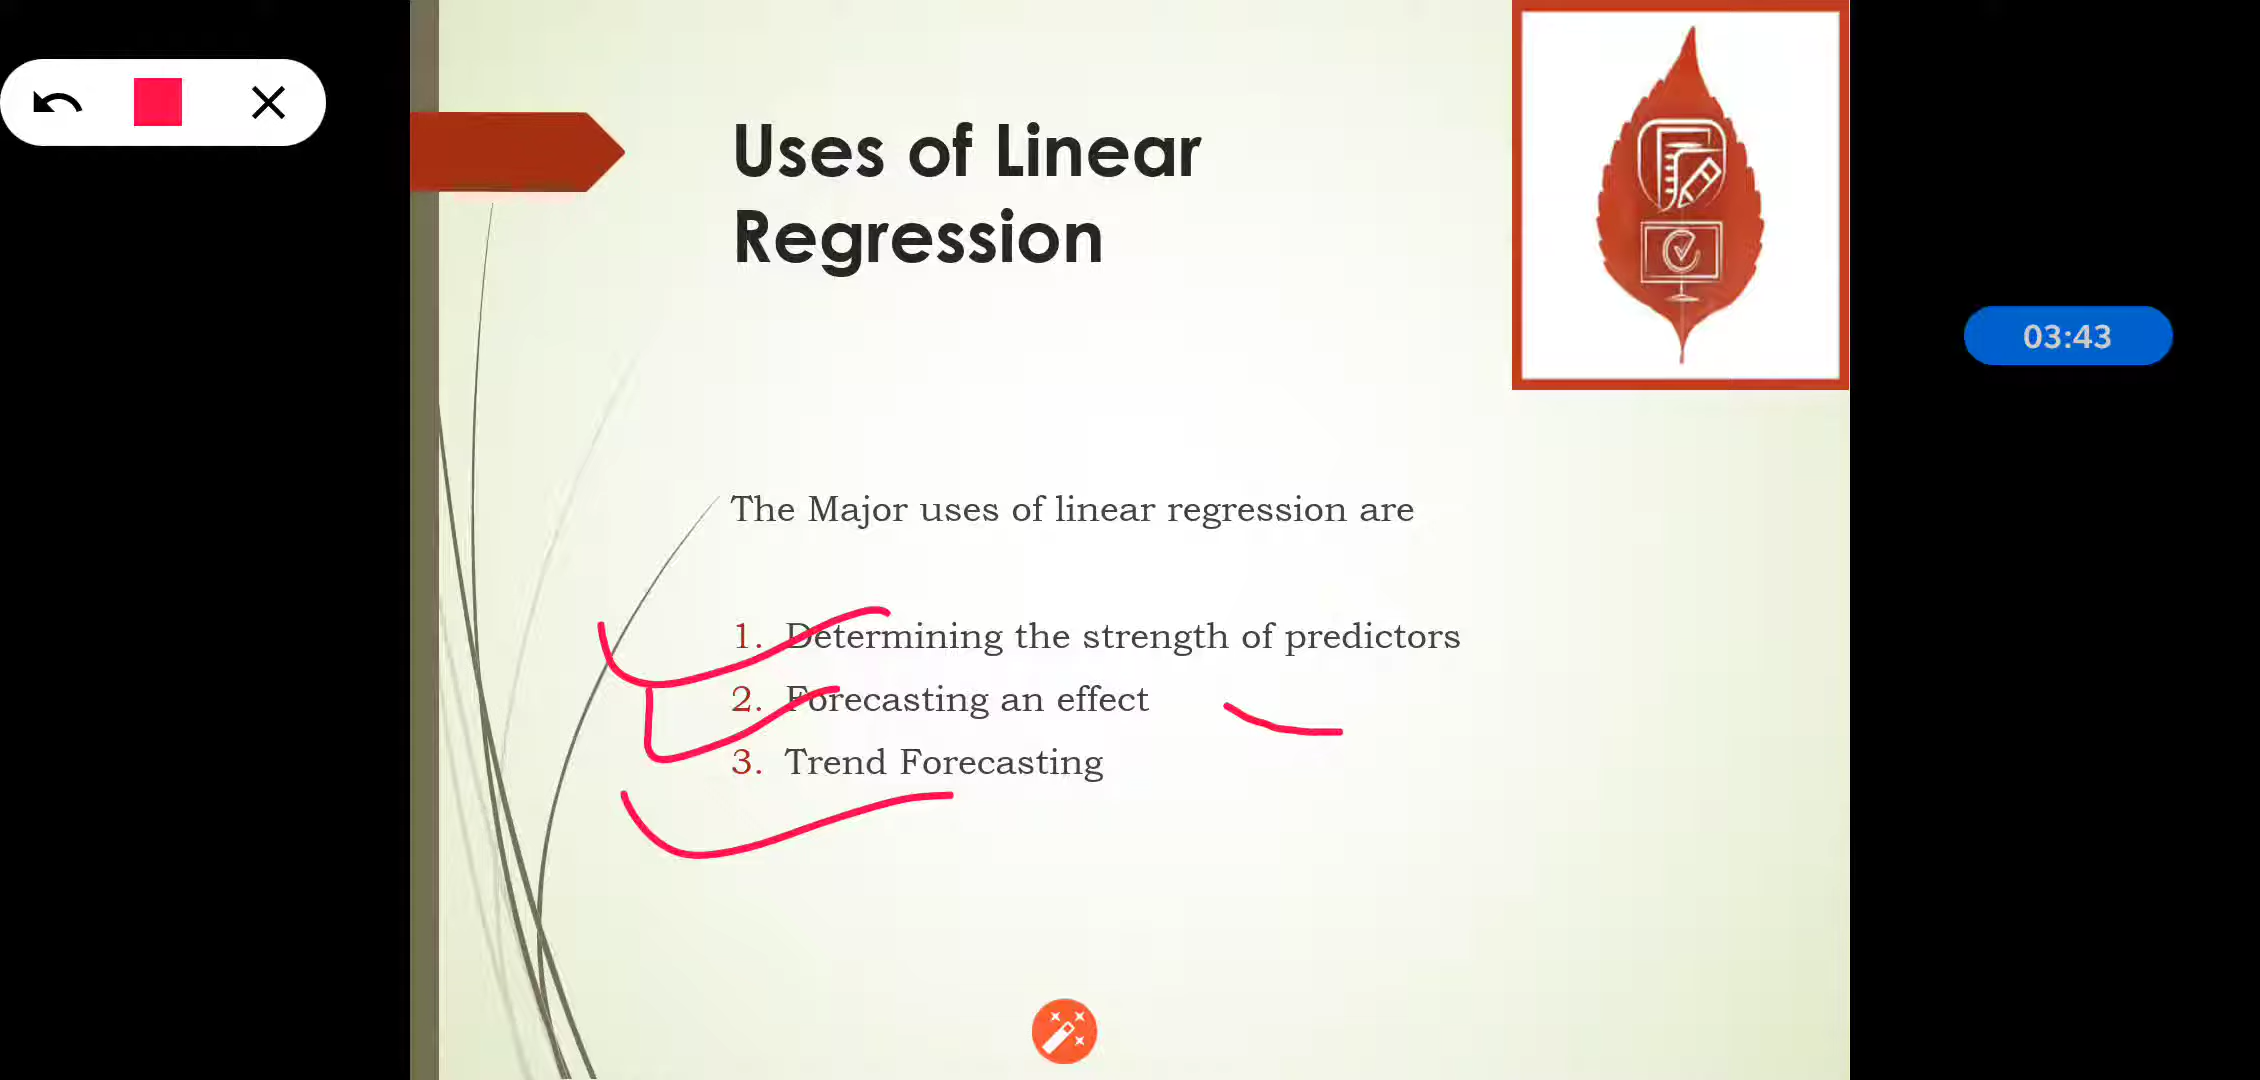 Uses of Linear
Regression
03:43
The Major uses of linear regression are
1. Determining the strength of predictors
2. Forecasting an effect
3. Trend Forecasting